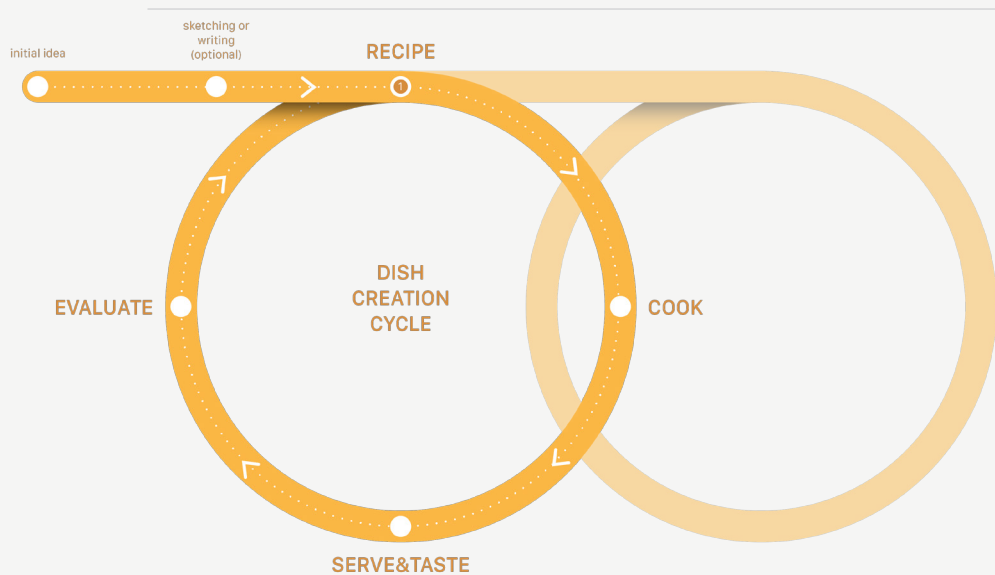 sketching or
writing
(optional)
initial idea
RECIPE
1
DISH
CREATION
CYCLE
EVALUATE
COOK
SERVE&TASTE